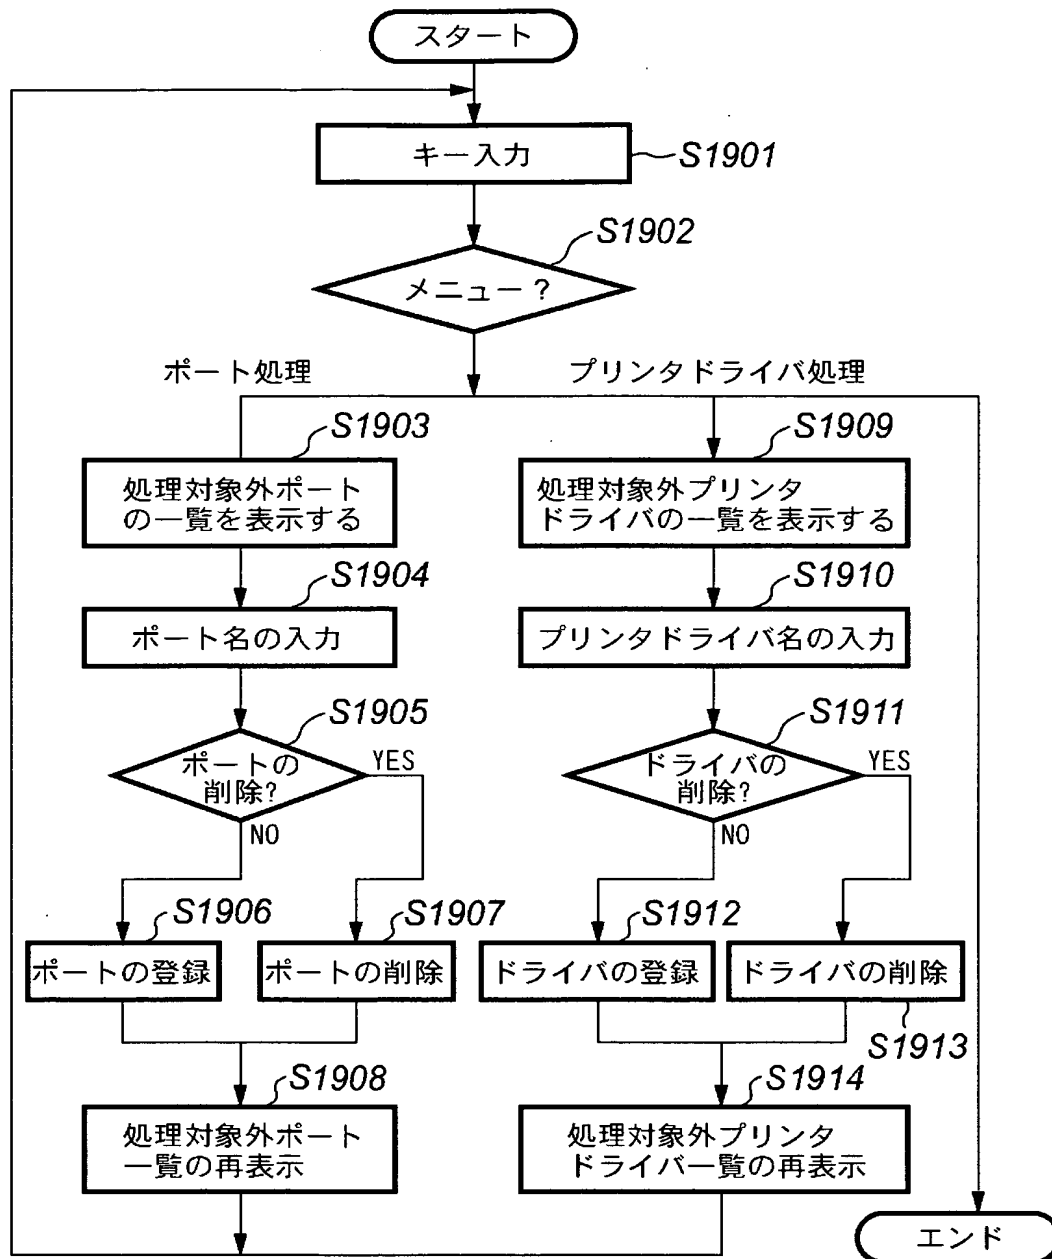 スタート
キー入力
S1901
S1902
メニュー?
ポート処理
プリンタドライバ処理
S1903
処理対象外ポート
の一覧を表示する
S1909
処理対象外プリンタ
ドライバの一覧を表示する
S1904
ポート名の入力
S1910
プリンタドライバ名の入力
S1905
ポートの
削除?
YES
NO
S1911
ドライバの
削除?
YES
NO
S1906
ポートの登録
S1907
ポートの削除
S1912
ドライバの登録
ドライバの削除
S1913
S1908
処理対象外ポート
一覧の再表示
S1914
処理対象外プリンタ
ドライバ一覧の再表示
エンド